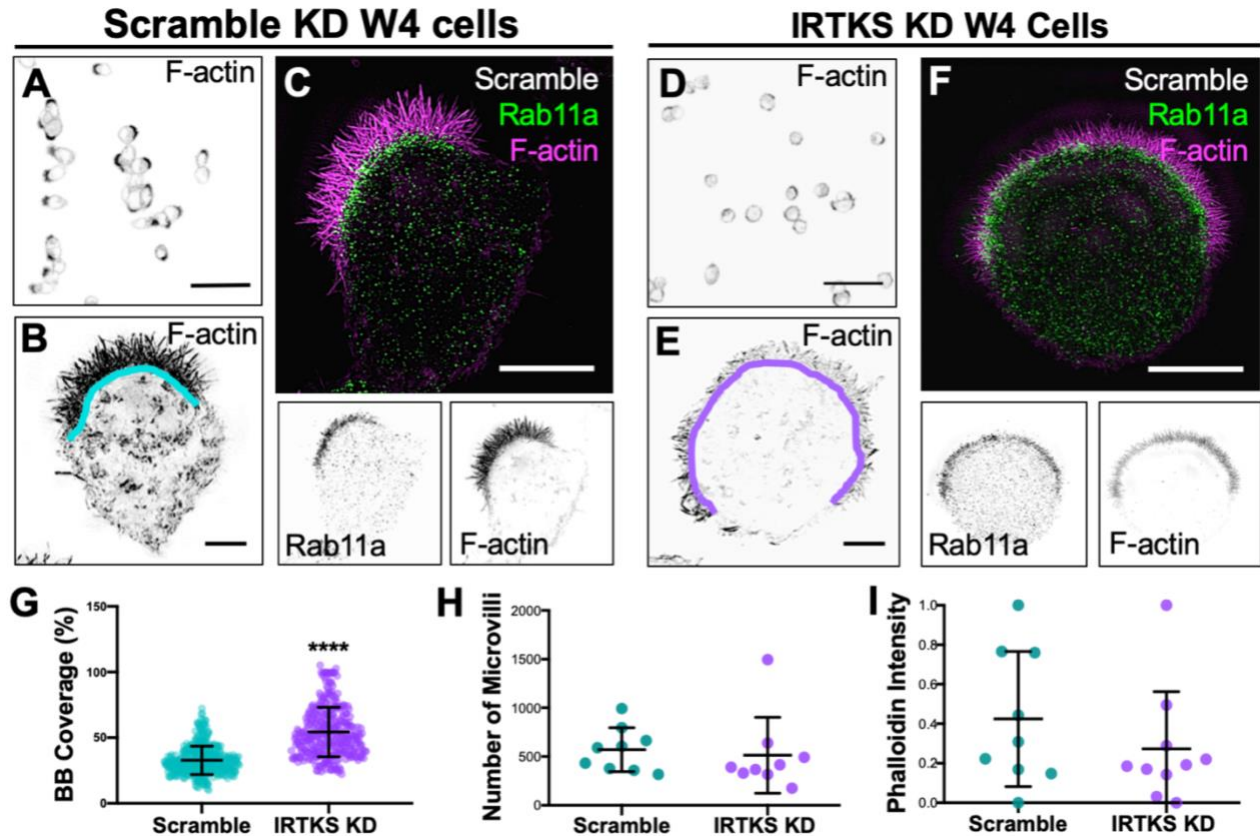 Scramble KD W4 cells
IRTKS KD W4 Cells
A
F-actin
B
F-actin
C
Scramble
Rab11a
F-actin
Rab11a
F-actin
D
F-actin
E
F-actin
F
Scramble
Rab11a
F-actin
Rab11a
F-actin
G
BB Coverage (%)
150
100
50
0
****
Scramble IRTKS KD
H
Number of Microvilli
2000
1500
1000
500
0
Scramble IRTKS KD
I
Phalloidin Intensity
1.0
0.8
0.6
0.4
0.2
0.0
Scramble IRTKS KD